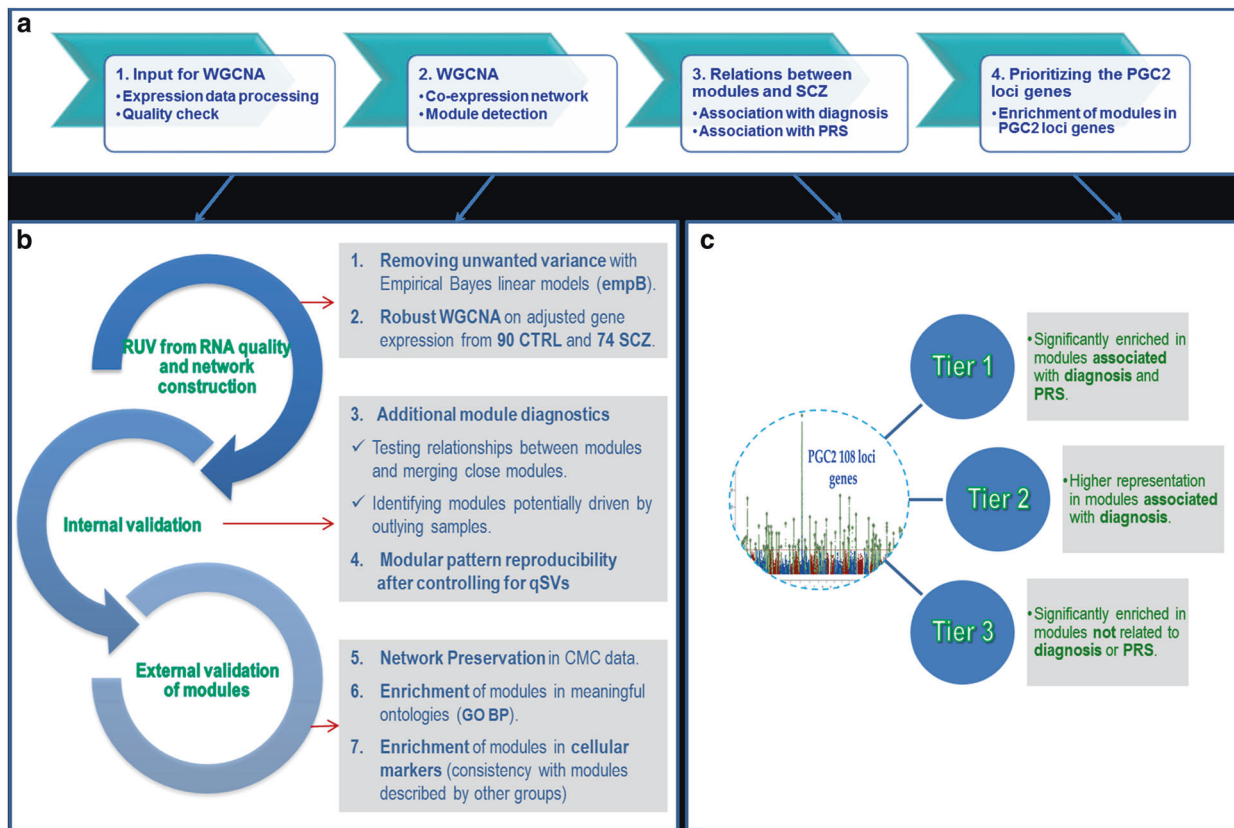 a
1. Input for WGCNA
•Expression data processing
•Quality check
2. WGCNA
•Co-expression network
•Module detection
3. Relations between
modules and SCZ
•Association with diagnosis
•Association with PRS
4. Prioritizing the PGC2
loci genes
•Enrichment of modules in
PGC2 loci genes
b
RUV from RNA quality
and network
construction
1. Removing unwanted variance with
Empirical Bayes linear models (empB).
2. Robust WGCNA on adjusted gene
expression from 90 CTRL and 74 SCZ.
Internal validation
3. Additional module diagnostics
✓ Testing relationships between modules
and merging close modules.
✓ Identifying modules potentially driven by
outlying samples.
4. Modular pattern reproducibility
after controlling for qSVs
External validation
of modules
5. Network Preservation in CMC data.
6. Enrichment of modules in meaningful
ontologies (GO BP).
7. Enrichment of modules in cellular
markers (consistency with modules
described by other groups)
c
PGC2 108 loci
genes
Tier 1
•Significantly enriched in
modules associated
with diagnosis and
PRS.
Tier 2
•Higher representation
in modules associated
with diagnosis.
Tier 3
•Significantly enriched in
modules not related to
diagnosis or PRS.